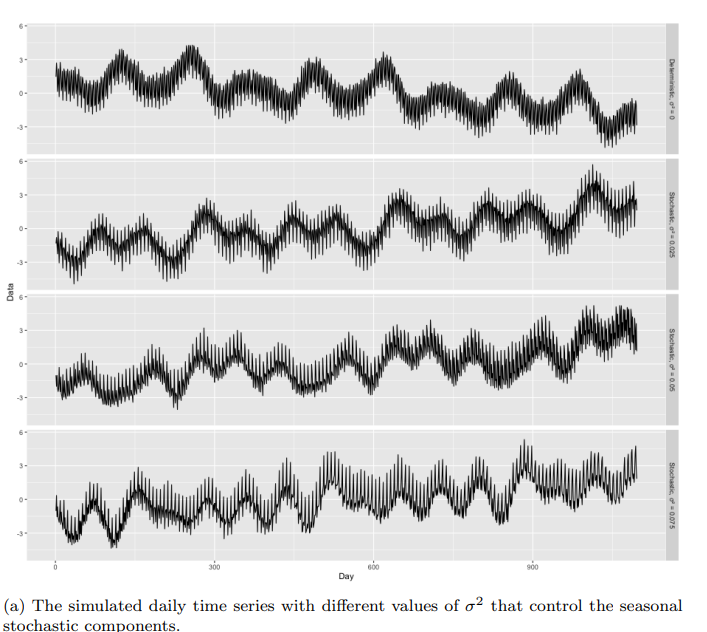 6
3
0
-3
Deterministic, σ² = 0
6
3
0
-3
Stochastic, σ² = 0.025
Data
6
3
0
-3
Stochastic, σ² = 0.05
6
3
0
-3
Stochastic, σ² = 0.075
0 300 600 900
Day
(a) The simulated daily time series with different values of σ² that control the seasonal
stochastic components.